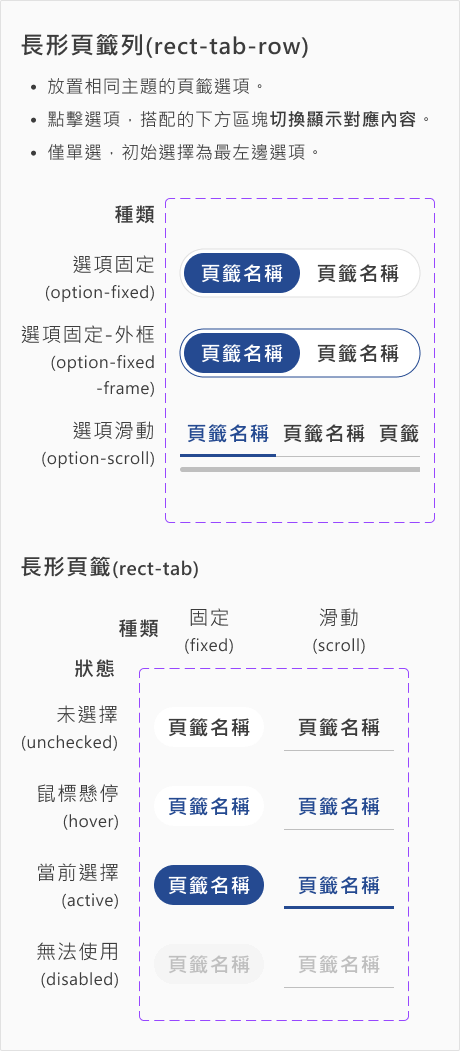 長形頁籤列(rect-tab-row)
• 放置相同主題的頁籤選項。
• 點擊選項，搭配的下方區塊切換顯示對應內容。
• 僅單選，初始選擇為最左邊選項。
種類
選項固定
(option-fixed)
頁籤名稱 頁籤名稱
選項固定-外框
(option-fixed
-frame)
頁籤名稱 頁籤名稱
選項滑動
(option-scroll)
頁籤名稱 頁籤名稱 頁籤
長形頁籤(rect-tab)
種類
固定
(fixed)
滑動
(scroll)
狀態
未選擇
(unchecked)
頁籤名稱 頁籤名稱
鼠標懸停
(hover)
頁籤名稱 頁籤名稱
當前選擇
(active)
頁籤名稱 頁籤名稱
無法使用
(disabled)
頁籤名稱 頁籤名稱